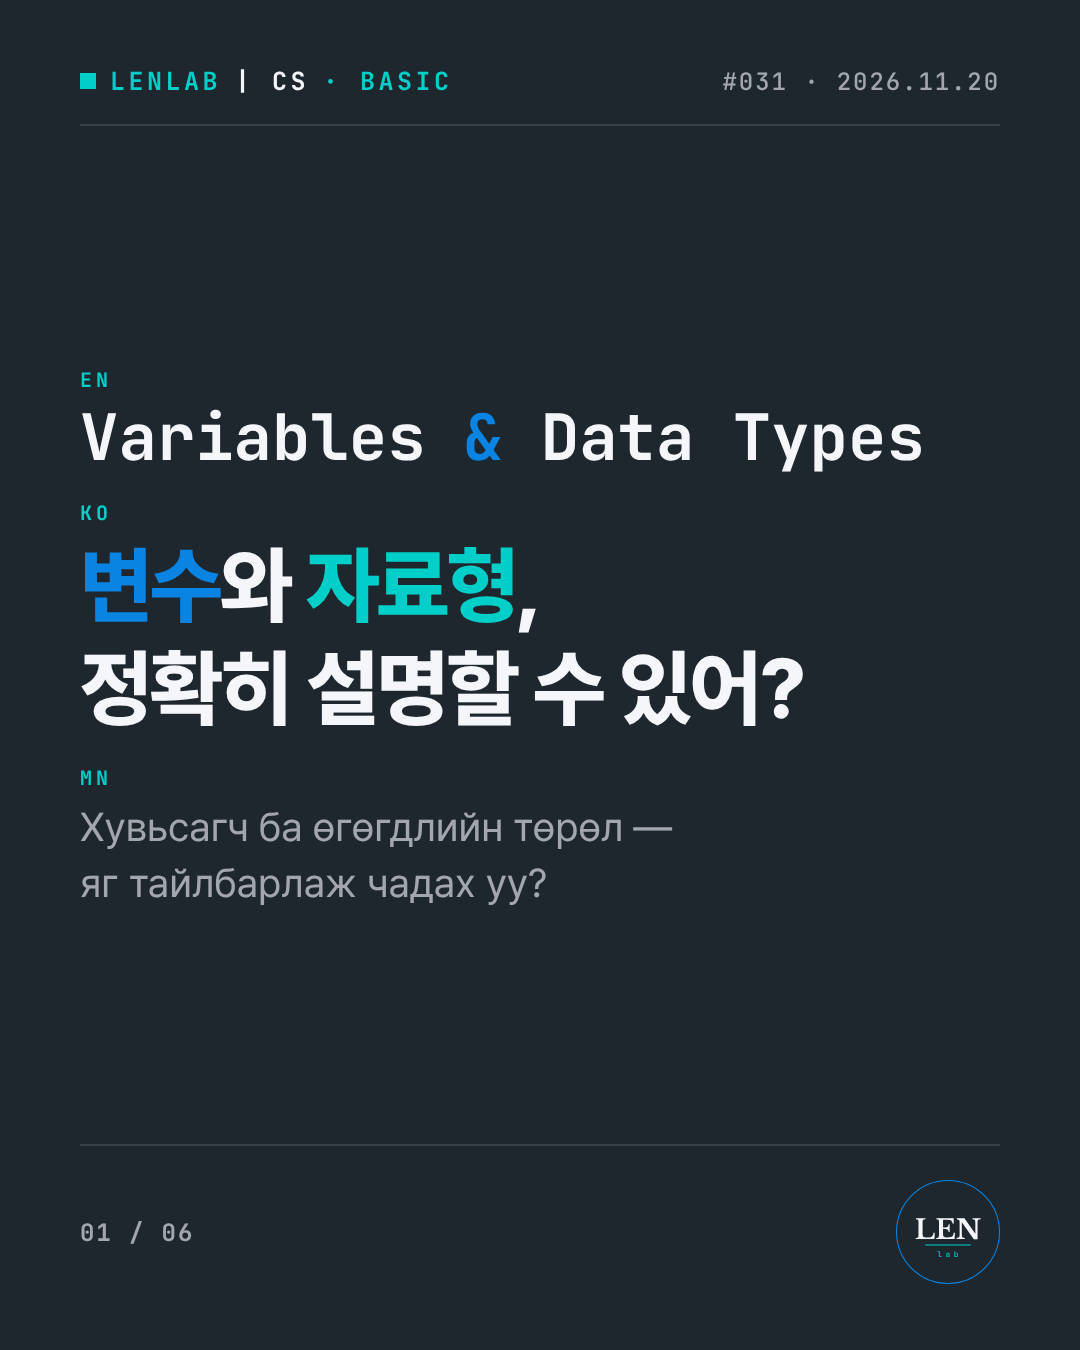 LENLAB | CS · BASIC
#031 · 2026.11.20
EN
Variables & Data Types
KO
변수와 자료형,
정확히 설명할 수 있어?
MN
Хувьсагч ба өгөгдлийн төрөл —
яг тайлбарлаж чадах уу?
01 / 06
LEN
lab